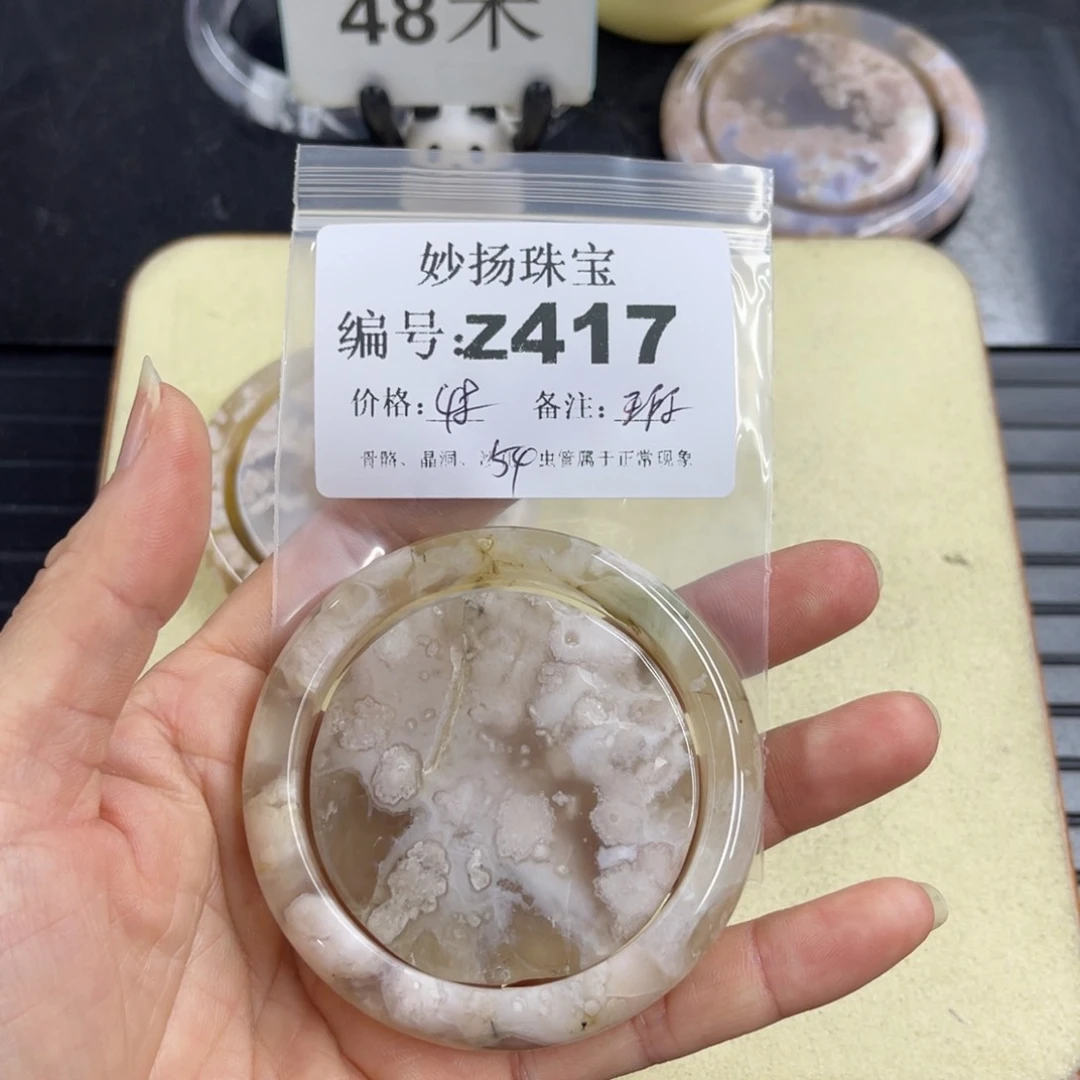 48米
妙扬珠宝
编号:z417
价格:48 备注:
骨骼、晶洞、 54 虫管属于正常现象